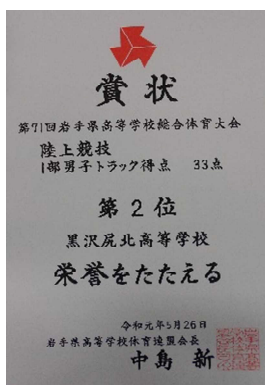 賞状
第71回岩手県高等学校総合体育大会
陸上競技
1部男子トラック得点 33点
第2位
黒沢尻北高等学校
栄誉をたたえる
令和元年5月26日
岩手県高等学校体育連盟会長
中島 新